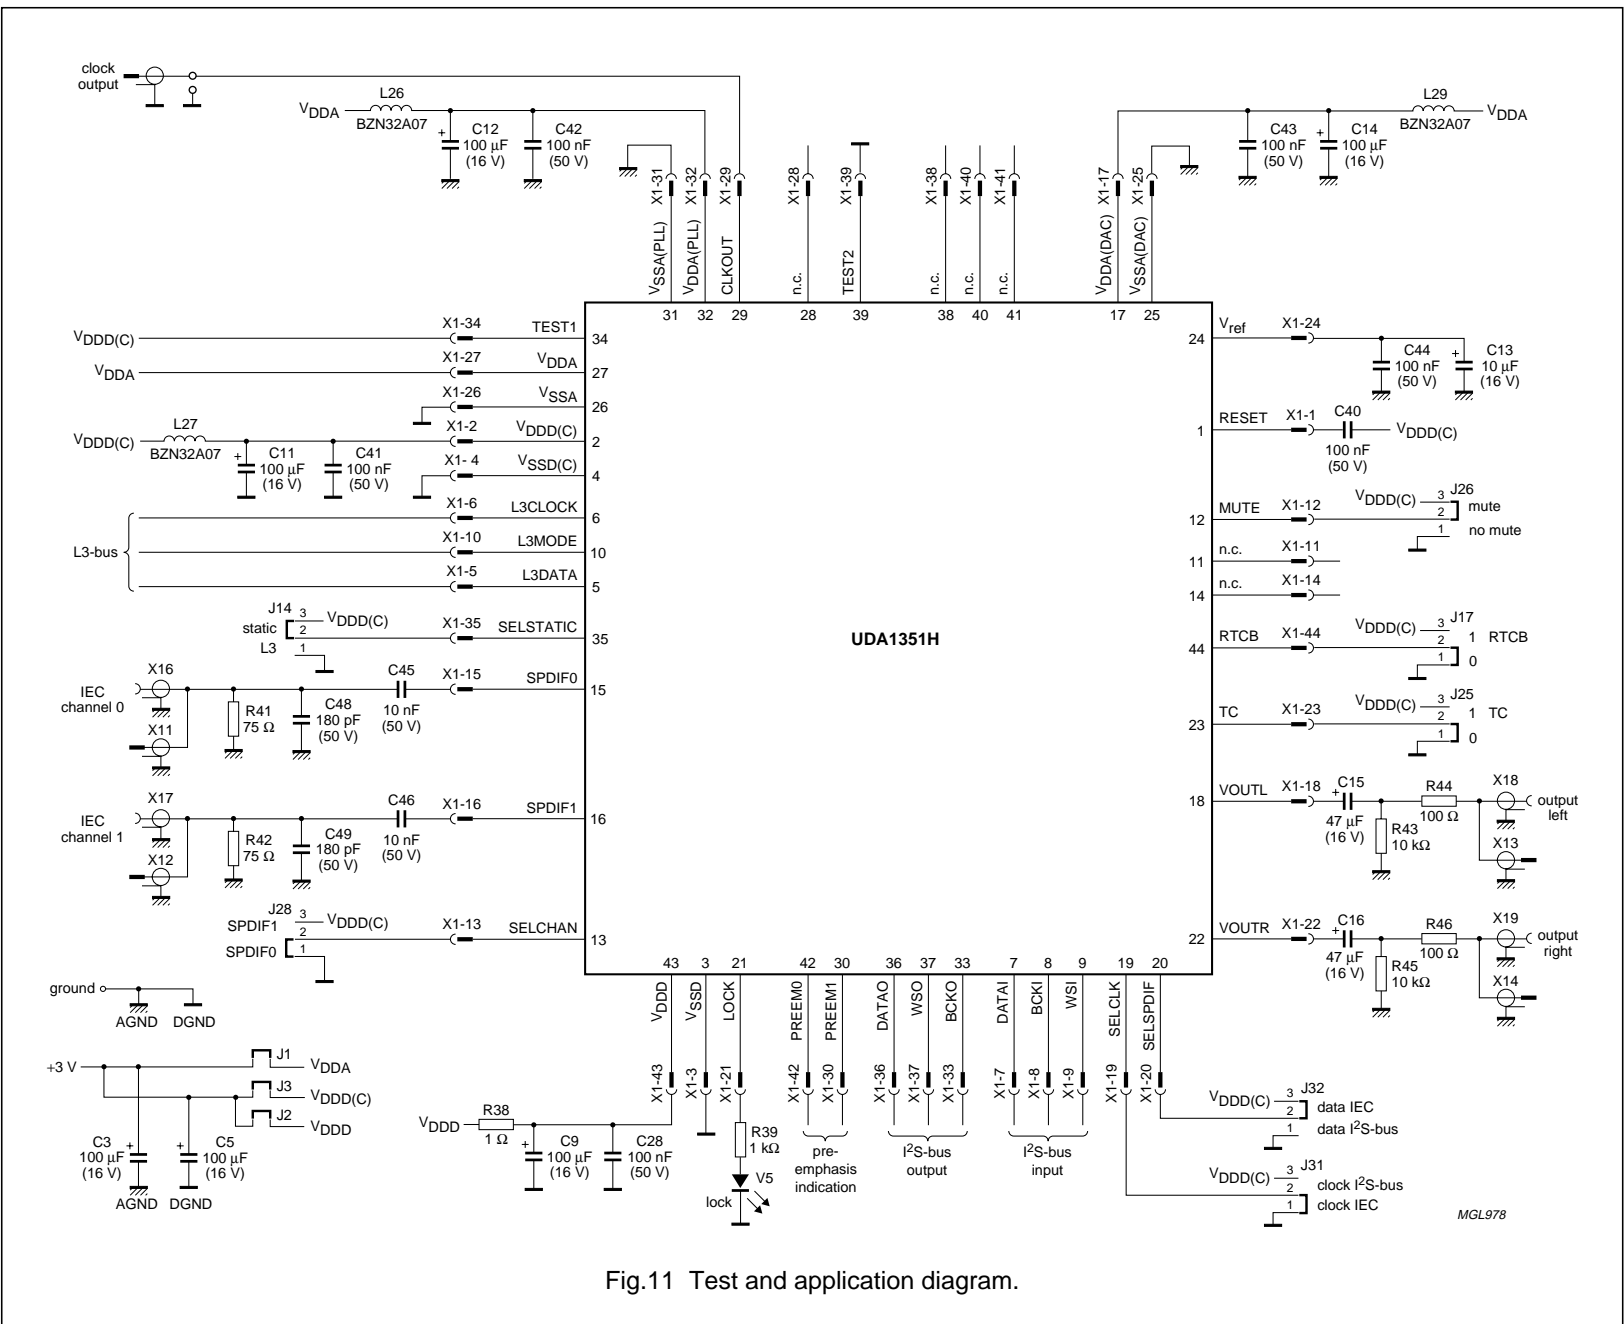 clock
output
L26
VDDA
BZN32A07
C12
100 µF
(16 V)
C42
100 nF
(50 V)
X1-31
X1-32
X1-29
X1-28
X1-39
X1-38
X1-40
X1-41
X1-17
X1-25
C43
100 nF
(50 V)
C14
100 µF
(16 V)
L29
BZN32A07
VDDA
VSSA(PLL)
VDDA(PLL)
CLKOUT
n.c.
TEST2
n.c.
n.c.
n.c.
VDDA(DAC)
VSSA(DAC)
31
32
29
28
39
38
40
41
17
25
VDDD(C)
X1-34
TEST1
34
VDDA
X1-27
VDDA
27
X1-26
VSSA
26
VDDD(C)
L27
BZN32A07
C11
100 µF
(16 V)
C41
100 nF
(50 V)
X1-2
VDDD(C)
2
X1- 4
VSSD(C)
4
L3-bus
X1-6
L3CLOCK
6
X1-10
L3MODE
10
X1-5
L3DATA
5
J14
static
L3
3
2
1
VDDD(C)
X1-35
SELSTATIC
35
IEC
channel 0
X16
X11
R41
75 Ω
C48
180 pF
(50 V)
C45
10 nF
(50 V)
X1-15
SPDIF0
15
IEC
channel 1
X17
X12
R42
75 Ω
C49
180 pF
(50 V)
C46
10 nF
(50 V)
X1-16
SPDIF1
16
J28
SPDIF1
SPDIF0
3
2
1
VDDD(C)
X1-13
SELCHAN
13
UDA1351H
24
Vref
X1-24
C44
100 nF
(50 V)
C13
10 µF
(16 V)
1
RESET
X1-1
C40
100 nF
(50 V)
VDDD(C)
12
MUTE
X1-12
VDDD(C)
3
2
1
J26
mute
no mute
11
n.c.
X1-11
14
n.c.
X1-14
44
RTCB
X1-44
VDDD(C)
3
2
1
J17
1
RTCB
0
23
TC
X1-23
VDDD(C)
3
2
1
J25
1
TC
0
18
VOUTL
X1-18
C15
47 µF
(16 V)
R43
10 kΩ
R44
100 Ω
X18
X13
output
left
22
VOUTR
X1-22
C16
47 µF
(16 V)
R45
10 kΩ
R46
100 Ω
X19
X14
output
right
43
3
21
42
30
36
37
33
7
8
9
19
20
VDDD
VSSD
LOCK
PREEM0
PREEM1
DATAO
WSO
BCKO
DATAI
BCKI
WSI
SELCLK
SELSPDIF
X1-43
X1-3
X1-21
X1-42
X1-30
X1-36
X1-37
X1-33
X1-7
X1-8
X1-9
X1-19
X1-20
ground
AGND
DGND
+3 V
J1
VDDA
J3
VDDD(C)
J2
VDDD
C3
100 µF
(16 V)
AGND
C5
100 µF
(16 V)
DGND
VDDD
R38
1 Ω
C9
100 µF
(16 V)
C28
100 nF
(50 V)
R39
1 kΩ
V5
lock
pre-
emphasis
indication
I2S-bus
output
I2S-bus
input
VDDD(C)
3
2
1
J32
data IEC
data I2S-bus
VDDD(C)
3
2
1
J31
clock I2S-bus
clock IEC
MGL978
Fig.11 Test and application diagram.